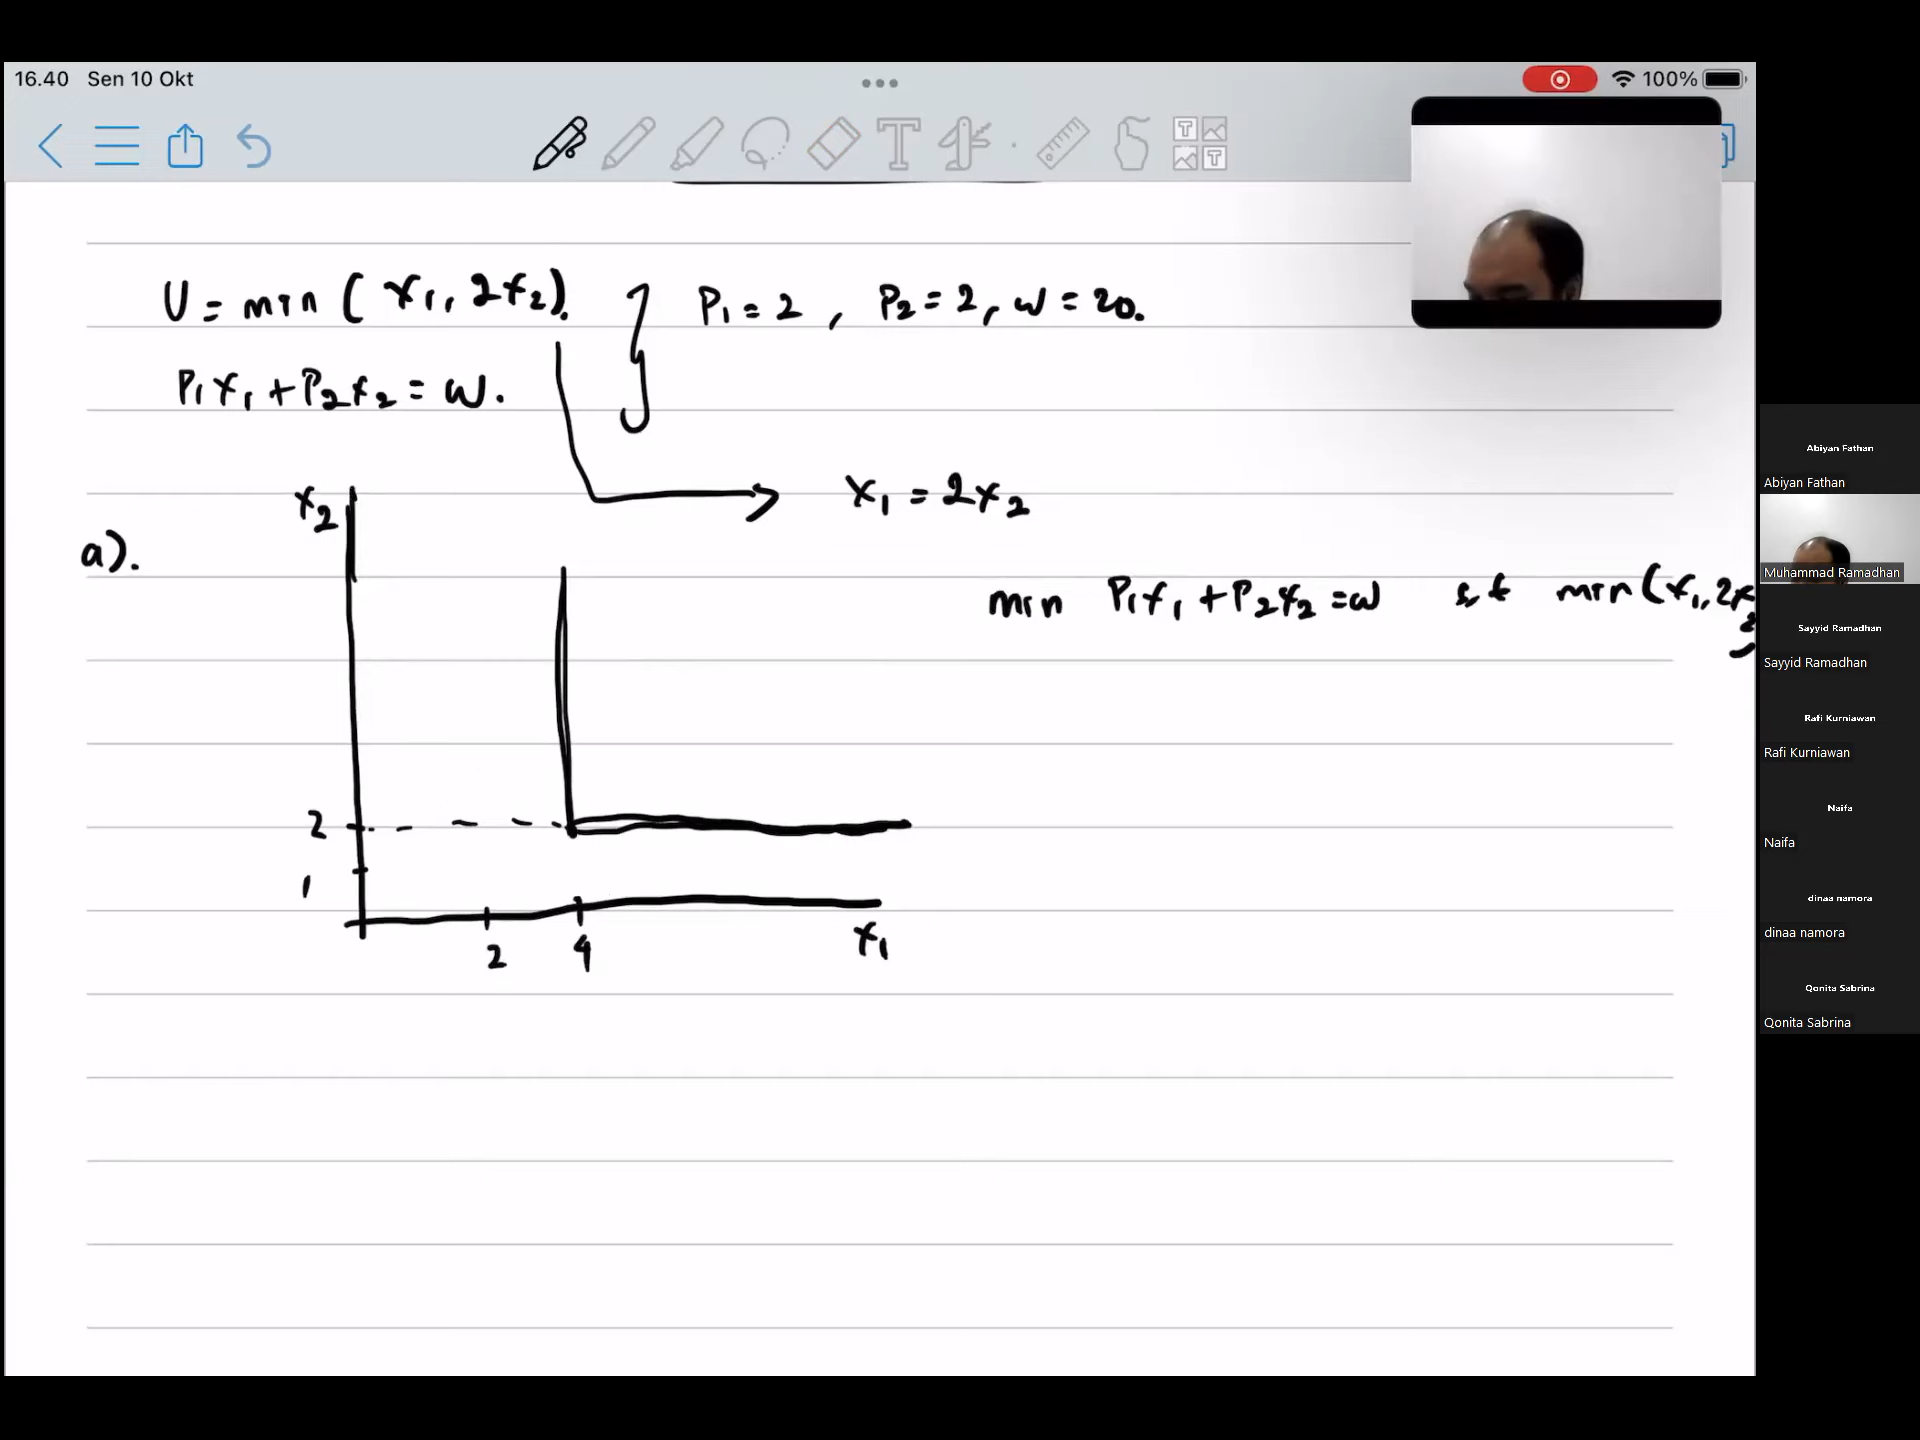 16.40 Sen 10 Okt
100%
U = min ( x₁, 2x₂).
P₁ = 2 , P₂ = 2, w = 20.
P₁x₁ + P₂x₂ = w.
x₁ = 2x₂
x₂
a).
min P₁x₁ + P₂x₂ = w s.t min(x₁, 2x₂)
2
1
2 4 x₁
Abiyan Fathan
Abiyan Fathan
Muhammad Ramadhan
Sayyid Ramadhan
Sayyid Ramadhan
Rafi Kurniawan
Rafi Kurniawan
Naifa
Naifa
dinaa namora
dinaa namora
Qonita Sabrina
Qonita Sabrina